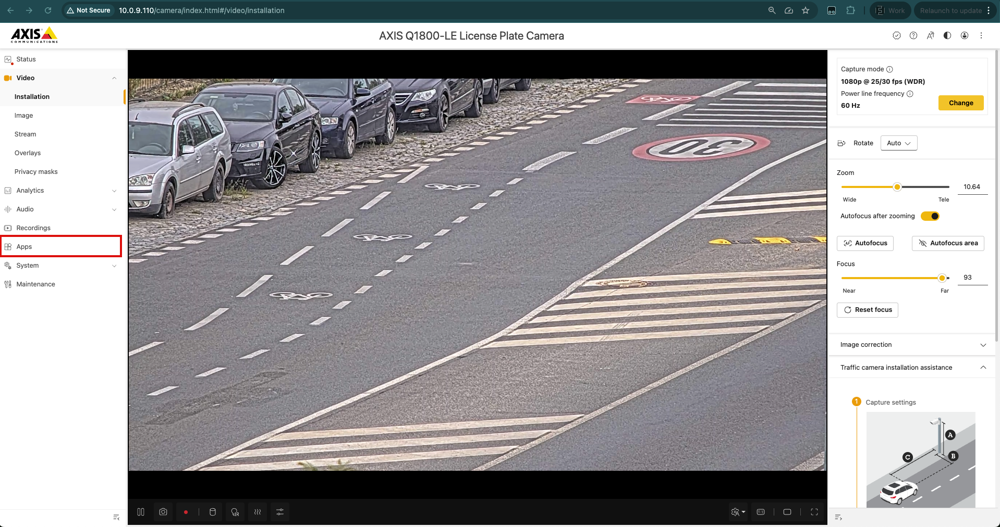 Not Secure 10.0.9.110/camera/index.html#/video/installation Work Relaunch to update
AXIS
COMMUNICATIONS
AXIS Q1800-LE License Plate Camera
Status
Video
Installation
Image
Stream
Overlays
Privacy masks
Analytics
Audio
Recordings
Apps
System
Maintenance
30
Capture mode
1080p @ 25/30 fps (WDR)
Power line frequency
60 Hz
Change
Rotate Auto
Zoom
10.64
Wide Tele
Autofocus after zooming
AF Autofocus Autofocus area
Focus
93
Near Far
Reset focus
Image correction
Traffic camera installation assistance
1 Capture settings
A
B
C
IR
1:1